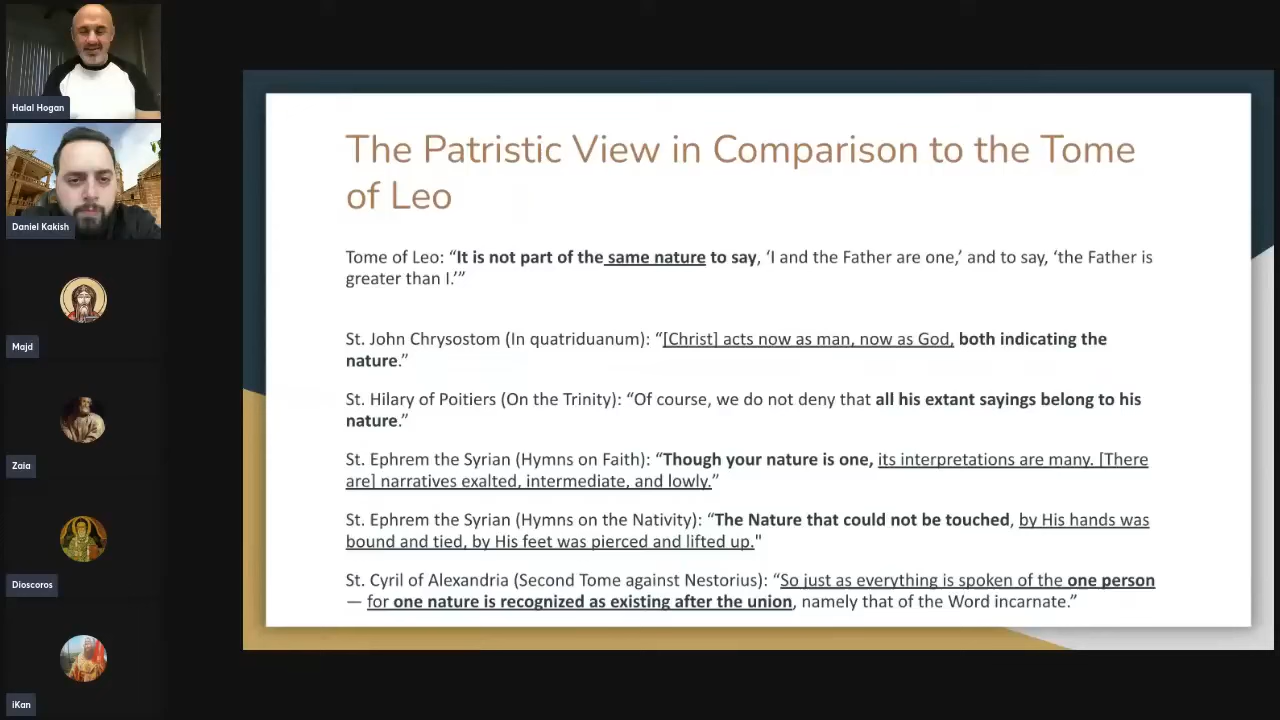 Halal Hogan
Daniel Kakish
Majd
Zaia
Dioscoros
iKan
The Patristic View in Comparison to the Tome
of Leo
Tome of Leo: “It is not part of the same nature to say, ‘I and the Father are one,’ and to say, ‘the Father is
greater than I.’”
St. John Chrysostom (In quatriduanum): “[Christ] acts now as man, now as God, both indicating the
nature.”
St. Hilary of Poitiers (On the Trinity): “Of course, we do not deny that all his extant sayings belong to his
nature.”
St. Ephrem the Syrian (Hymns on Faith): “Though your nature is one, its interpretations are many. [There
are] narratives exalted, intermediate, and lowly.”
St. Ephrem the Syrian (Hymns on the Nativity): “The Nature that could not be touched, by His hands was
bound and tied, by His feet was pierced and lifted up."
St. Cyril of Alexandria (Second Tome against Nestorius): “So just as everything is spoken of the one person
— for one nature is recognized as existing after the union, namely that of the Word incarnate.”